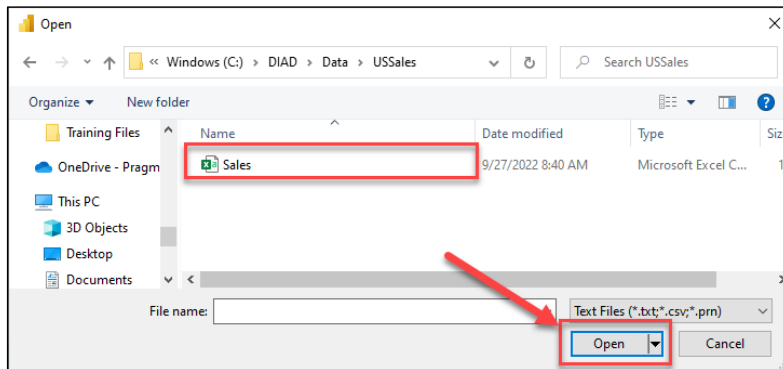 Open
« Windows (C:) > DIAD > Data > USSales
Search USSales
Organize
New folder
Training Files
Name
Date modified
Type
Siz
OneDrive - Pragm
Sales
9/27/2022 8:40 AM
Microsoft Excel C...
1
This PC
3D Objects
Desktop
Documents
File name:
Text Files (*.txt;*.csv;*.prn)
Open
Cancel